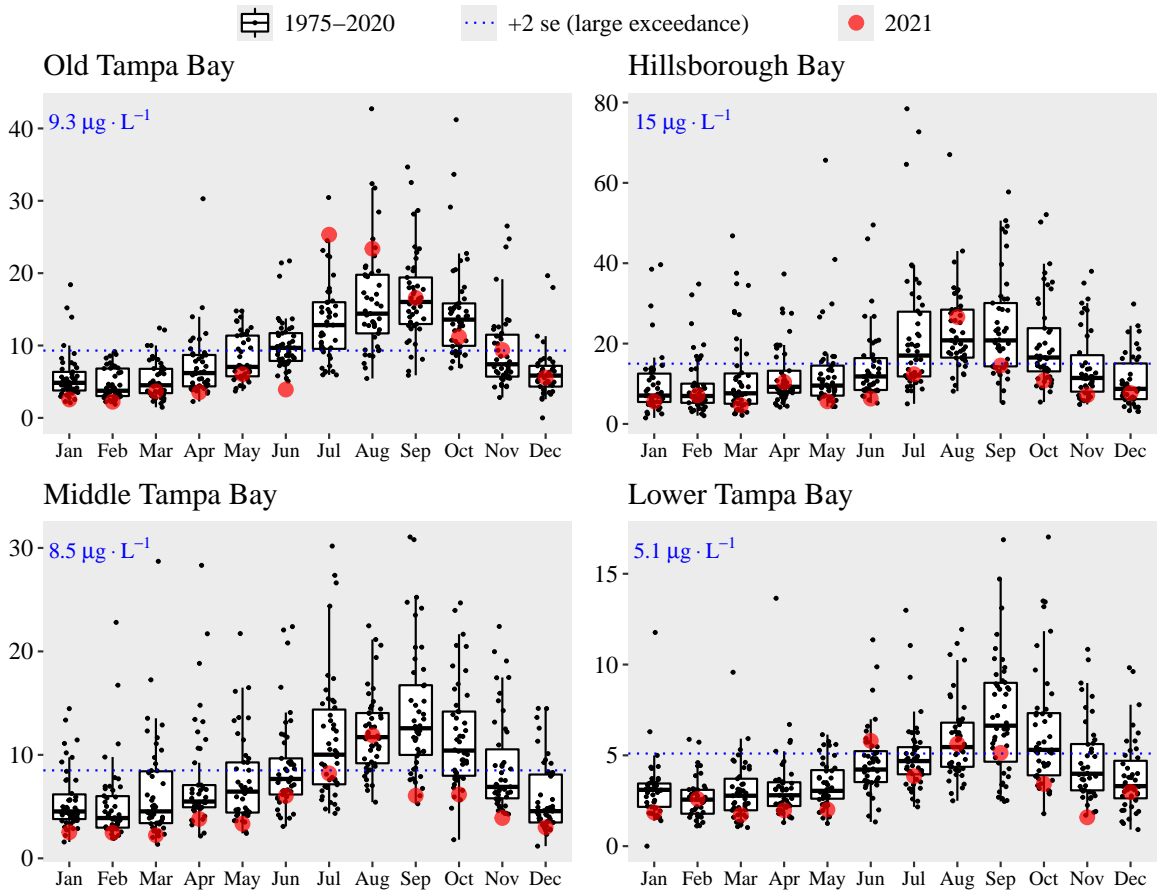 1975–2020 +2 se (large exceedance) 2021
Old Tampa Bay
9.3 μg · L⁻¹
40
30
20
10
0
Jan Feb Mar Apr May Jun Jul Aug Sep Oct Nov Dec
Hillsborough Bay
15 μg · L⁻¹
80
60
40
20
0
Jan Feb Mar Apr May Jun Jul Aug Sep Oct Nov Dec
Middle Tampa Bay
8.5 μg · L⁻¹
30
20
10
0
Jan Feb Mar Apr May Jun Jul Aug Sep Oct Nov Dec
Lower Tampa Bay
5.1 μg · L⁻¹
15
10
5
0
Jan Feb Mar Apr May Jun Jul Aug Sep Oct Nov Dec